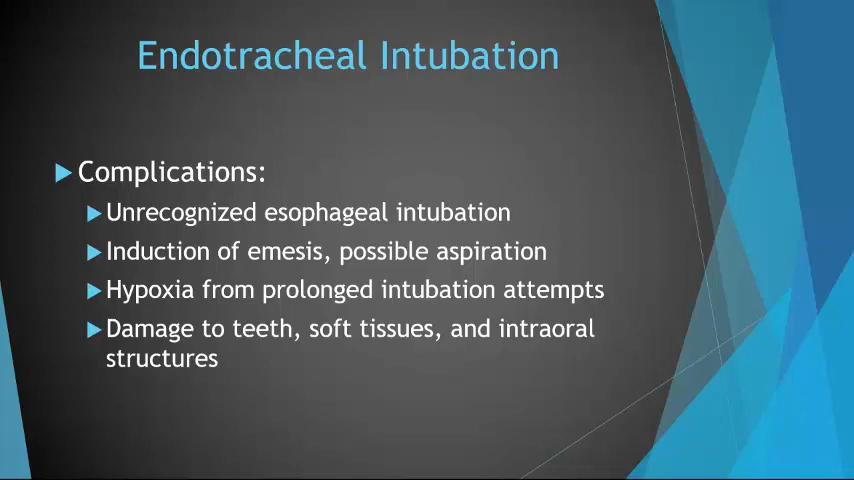 Endotracheal Intubation
Complications:
Unrecognized esophageal intubation
Induction of emesis, possible aspiration
Hypoxia from prolonged intubation attempts
Damage to teeth, soft tissues, and intraoral
structures